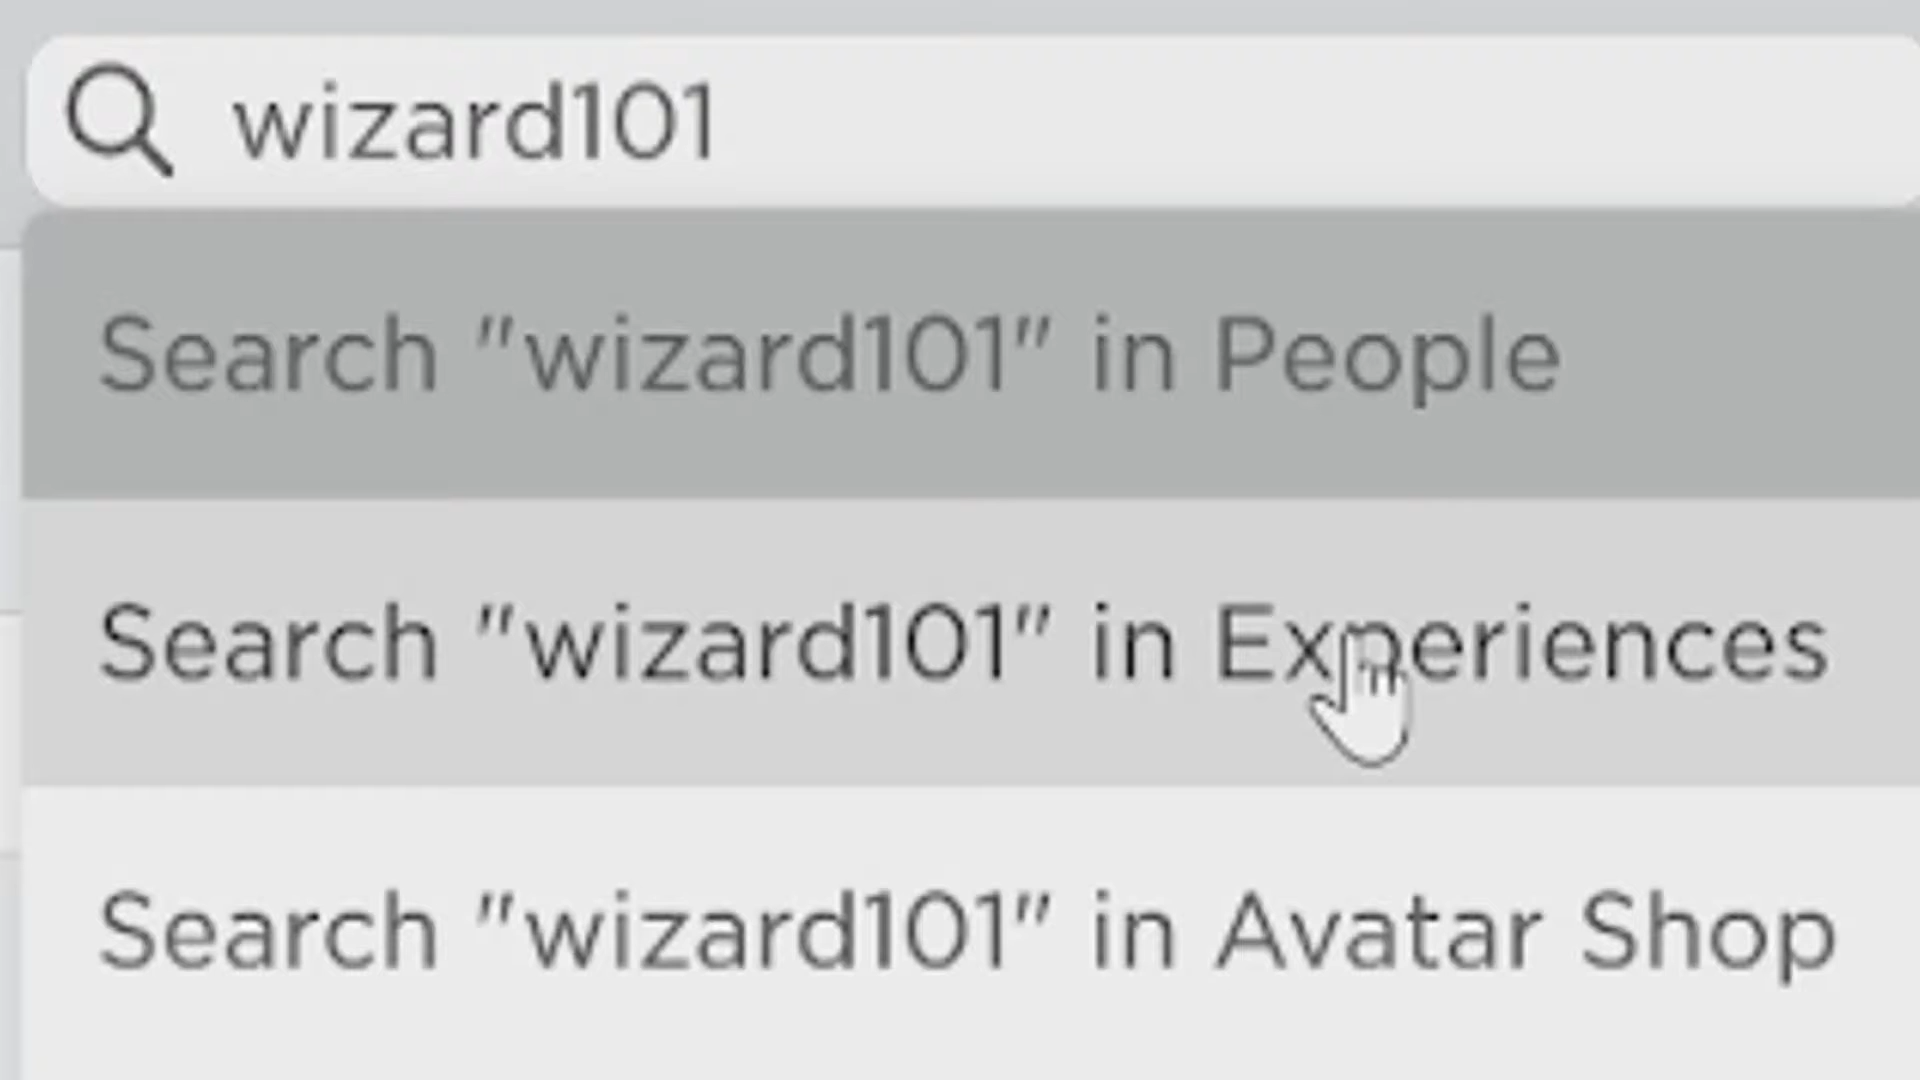 wizard101
Search "wizard101" in People
Search "wizard101" in Experiences
Search "wizard101" in Avatar Shop